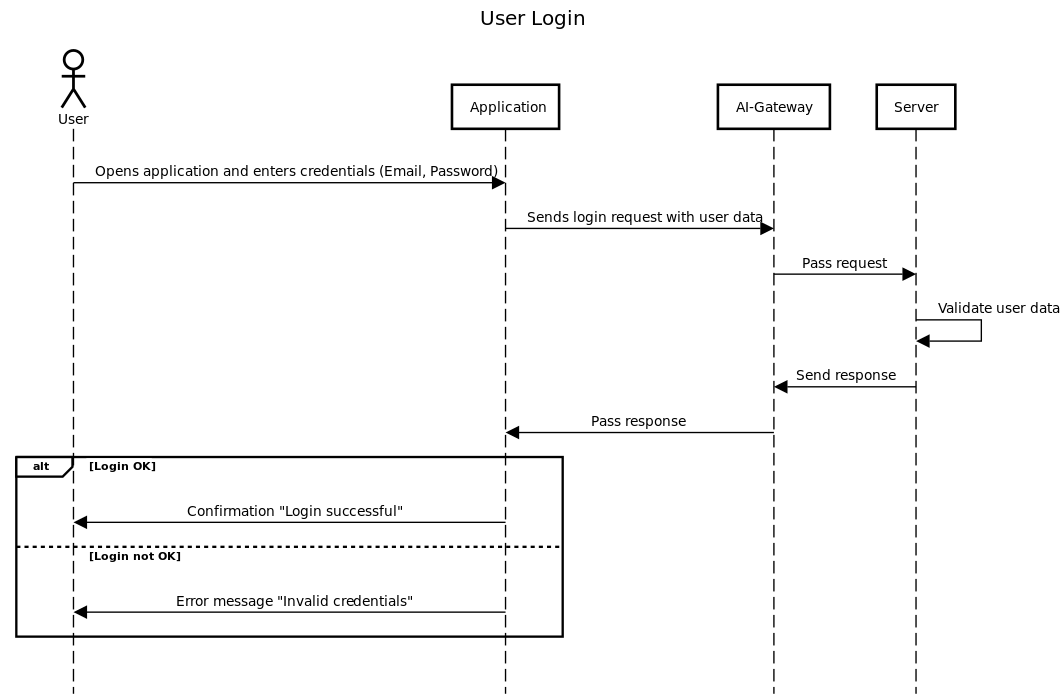 User Login
User
Application
AI-Gateway
Server
Opens application and enters credentials (Email, Password)
Sends login request with user data
Pass request
Validate user data
Send response
Pass response
alt
[Login OK]
Confirmation "Login successful"
[Login not OK]
Error message "Invalid credentials"